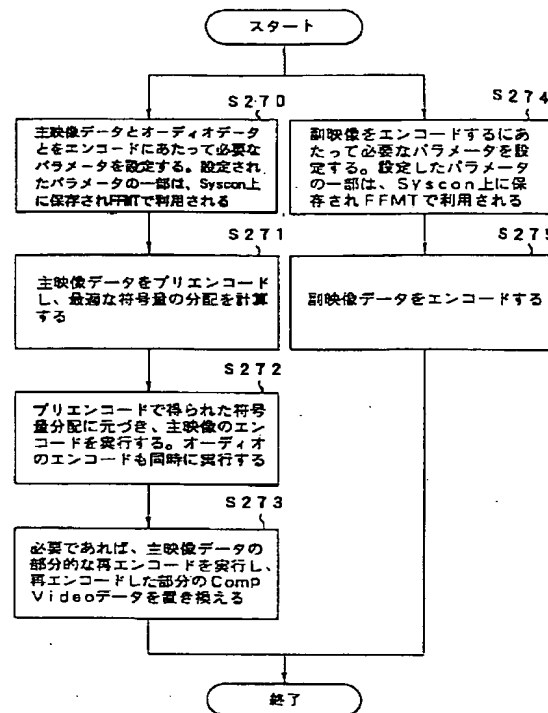 スタート
S270
主映像データとオーディオデータ
とをエンコードにあたって必要な
パラメータを設定する。設定され
たパラメータの一部は、Syscon上
に保存されFFMTで利用される
S271
主映像データをプリエンコード
し、最適な符号量の分配を計算
する
S272
プリエンコードで得られた符号
量分配に元づき、主映像のエン
コードを実行する。オーディオ
のエンコードも同時に実行する
S273
必要であれば、主映像データの
部分的な再エンコードを実行し、
再エンコードした部分のComp
Videoデータを置き換える
S274
副映像をエンコードするにあ
たって必要なパラメータを設
定する。設定したパラメータ
の一部は、Syscon上に保
存されFFMTで利用される
S275
副映像データをエンコードする
終了